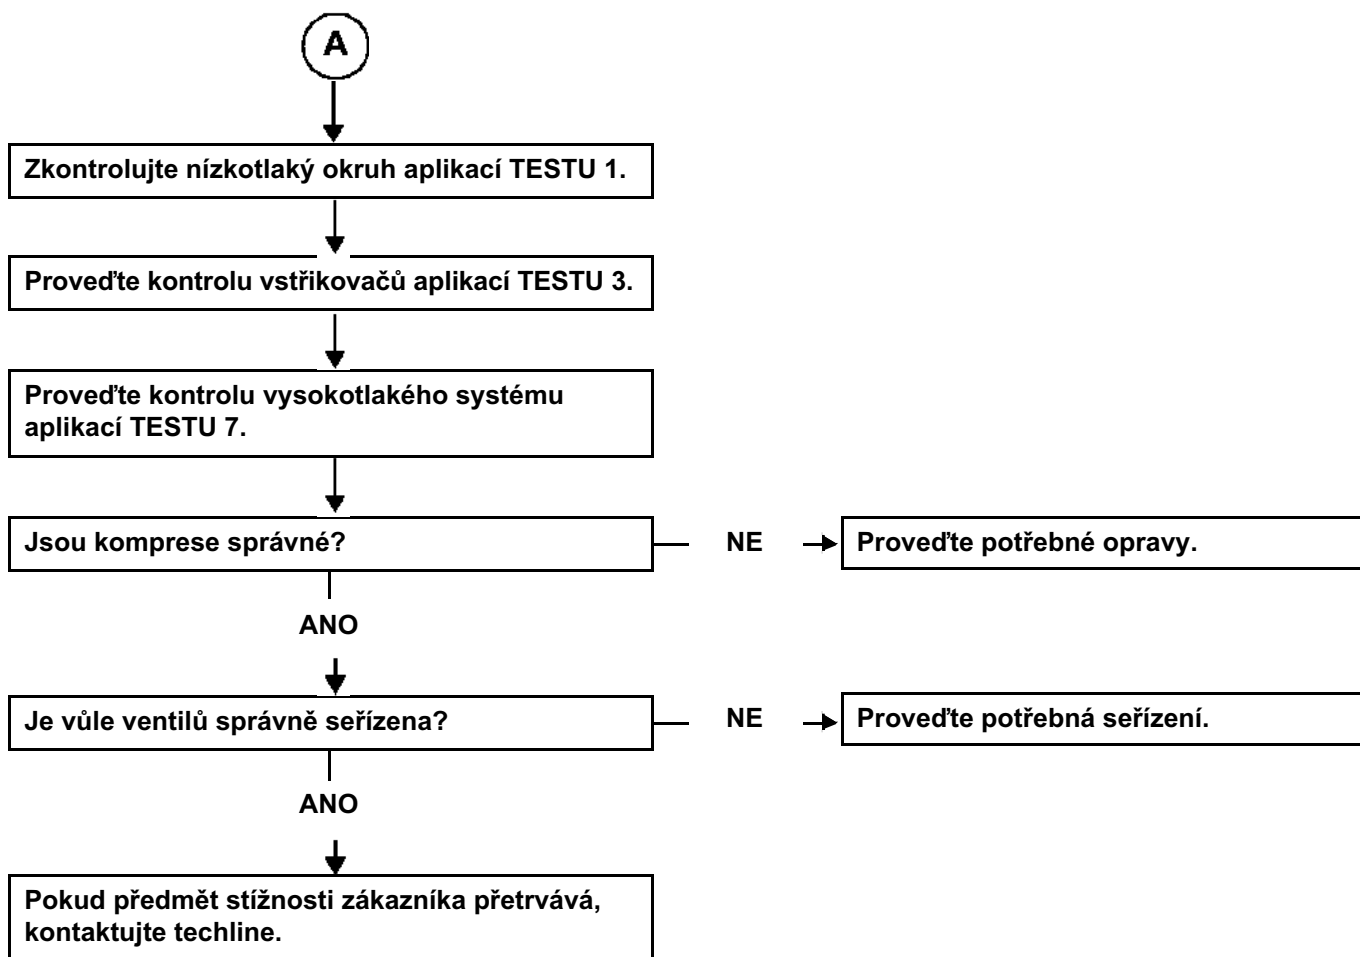 A
Zkontrolujte nízkotlaký okruh aplikací TESTU 1.
Proveďte kontrolu vstřikovačů aplikací TESTU 3.
Proveďte kontrolu vysokotlakého systému
aplikací TESTU 7.
Jsou komprese správné?
NE
Proveďte potřebné opravy.
ANO
Je vůle ventilů správně seřízena?
NE
Proveďte potřebná seřízení.
ANO
Pokud předmět stížnosti zákazníka přetrvává,
kontaktujte techline.